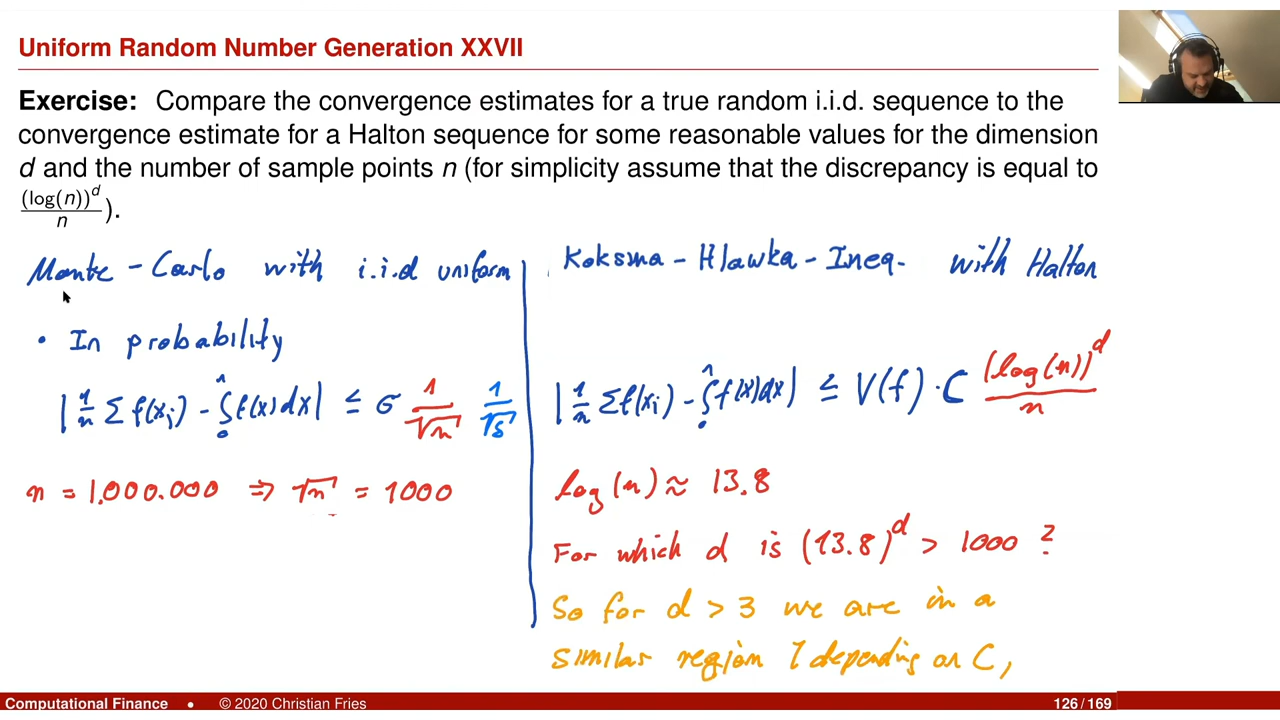 Uniform Random Number Generation XXVII
Exercise: Compare the convergence estimates for a true random i.i.d. sequence to the
convergence estimate for a Halton sequence for some reasonable values for the dimension
d and the number of sample points n (for simplicity assume that the discrepancy is equal to
(log(n))^d / n ).
Monte - Carlo with i.i.d uniform
• In probability
| 1/n Σ f(x_i) - ∫_0^1 f(x) dx | ≤ σ 1/√n 1/√s
n = 1,000.000 ⇒ √n = 1000
Koksma - Hlawka - Ineq. with Halton
| 1/n Σ f(x_i) - ∫_0^1 f(x) dx | ≤ V(f) · C (log(n))^d / n
log(n) ≈ 13.8
For which d is (13.8)^d > 1000 ?
So for d > 3 we are in a
similar region (depending on C,
Computational Finance • © 2020 Christian Fries 126 / 169